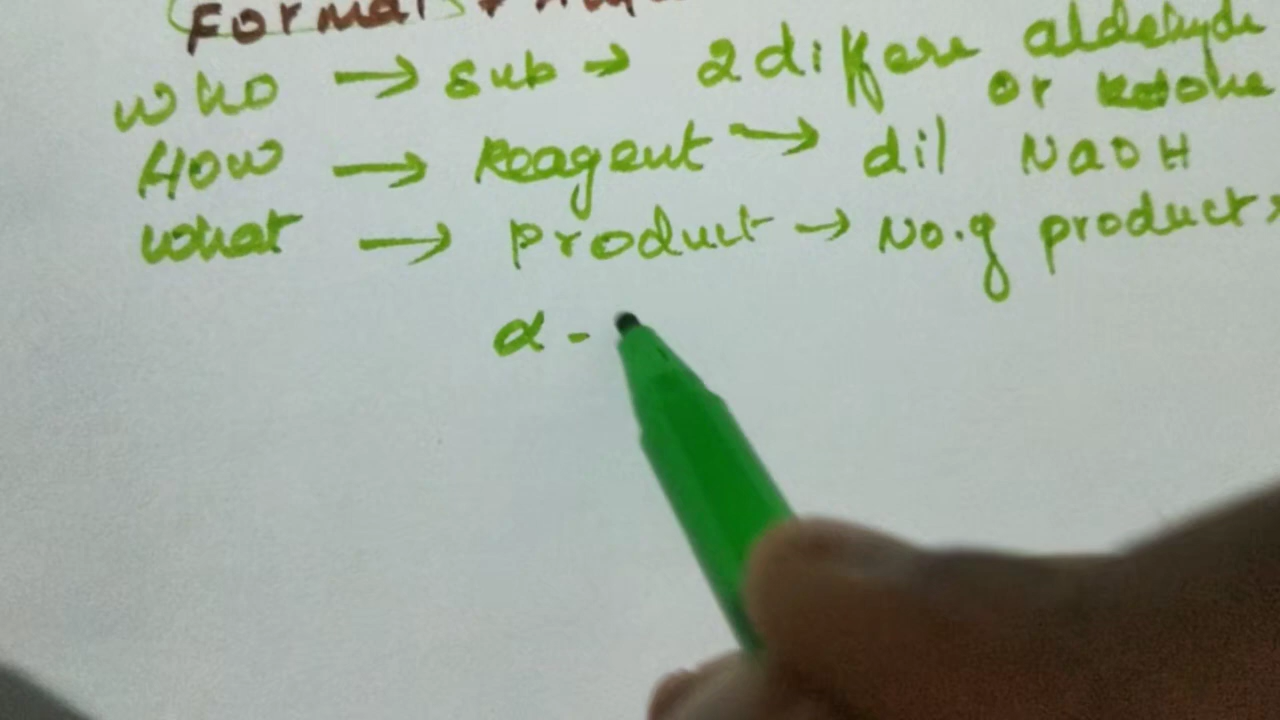 Formal +
who → sub → 2 differe aldehyde
or ketone
How → Reagent → dil NaOH
what → product → No.of products
α -